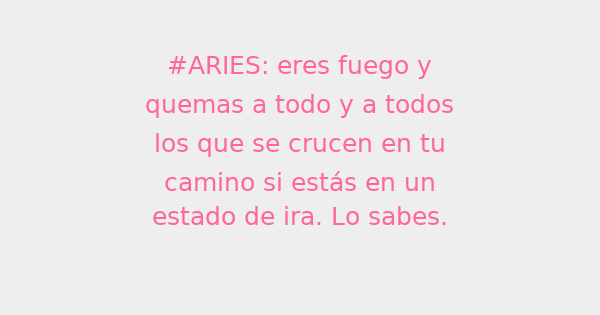 #ARIES: eres fuego y
quemas a todo y a todos
los que se crucen en tu
camino si estás en un
estado de ira. Lo sabes.